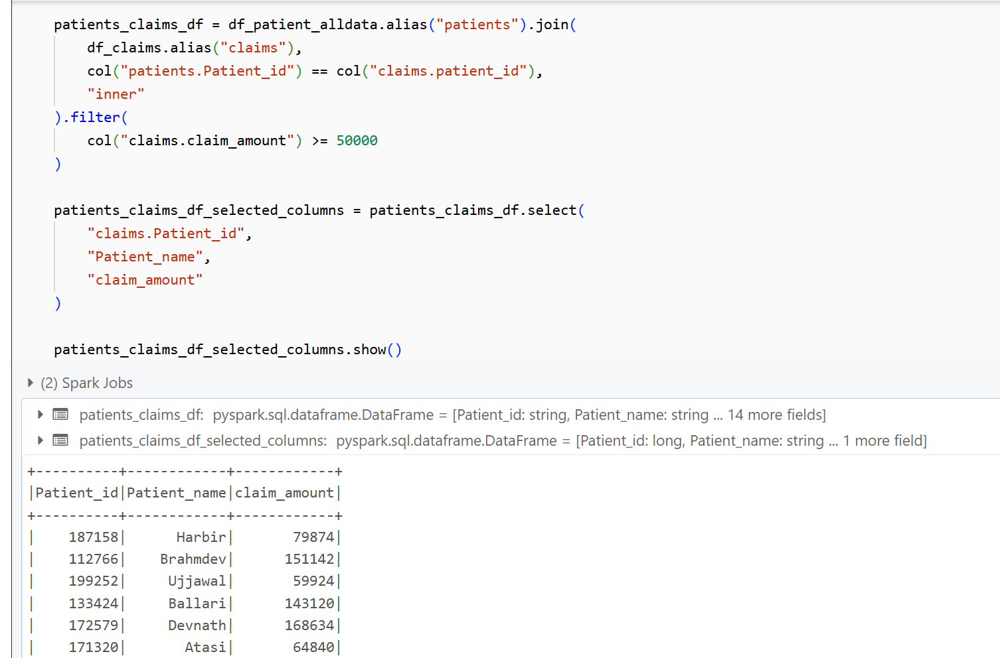 patients_claims_df = df_patient_alldata.alias("patients").join(
    df_claims.alias("claims"),
    col("patients.Patient_id") == col("claims.patient_id"),
    "inner"
).filter(
    col("claims.claim_amount") >= 50000
)
patients_claims_df_selected_columns = patients_claims_df.select(
    "claims.Patient_id",
    "Patient_name",
    "claim_amount"
)
patients_claims_df_selected_columns.show()
(2) Spark Jobs
patients_claims_df: pyspark.sql.dataframe.DataFrame = [Patient_id: string, Patient_name: string ... 14 more fields]
patients_claims_df_selected_columns: pyspark.sql.dataframe.DataFrame = [Patient_id: long, Patient_name: string ... 1 more field]
+----------+------------+------------+
|Patient_id|Patient_name|claim_amount|
+----------+------------+------------+
|    187158|      Harbir|       79874|
|    112766|    Brahmdev|      151142|
|    199252|     Ujjawal|       59924|
|    133424|     Ballari|      143120|
|    172579|     Devnath|      168634|
|    171320|       Atasi|       64840|